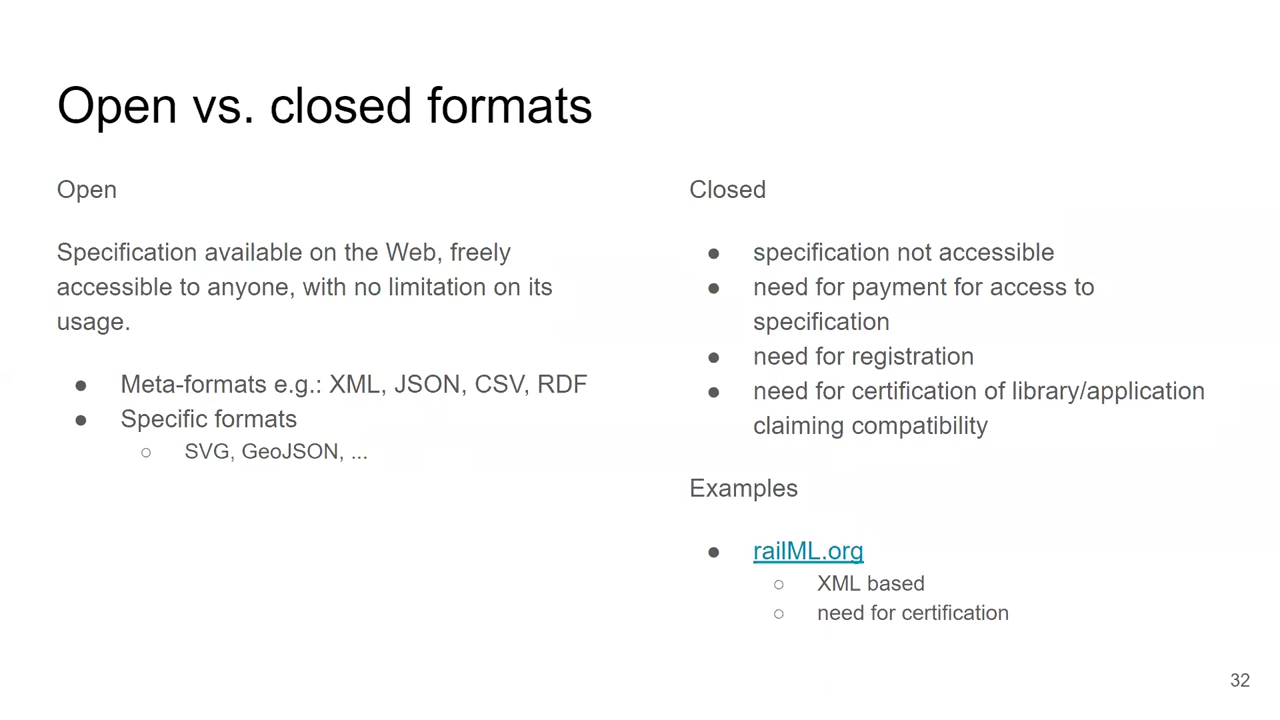 Open vs. closed formats
Open
Specification available on the Web, freely
accessible to anyone, with no limitation on its
usage.
● Meta-formats e.g.: XML, JSON, CSV, RDF
● Specific formats
○ SVG, GeoJSON, ...
Closed
● specification not accessible
● need for payment for access to
specification
● need for registration
● need for certification of library/application
claiming compatibility
Examples
● railML.org
○ XML based
○ need for certification
32